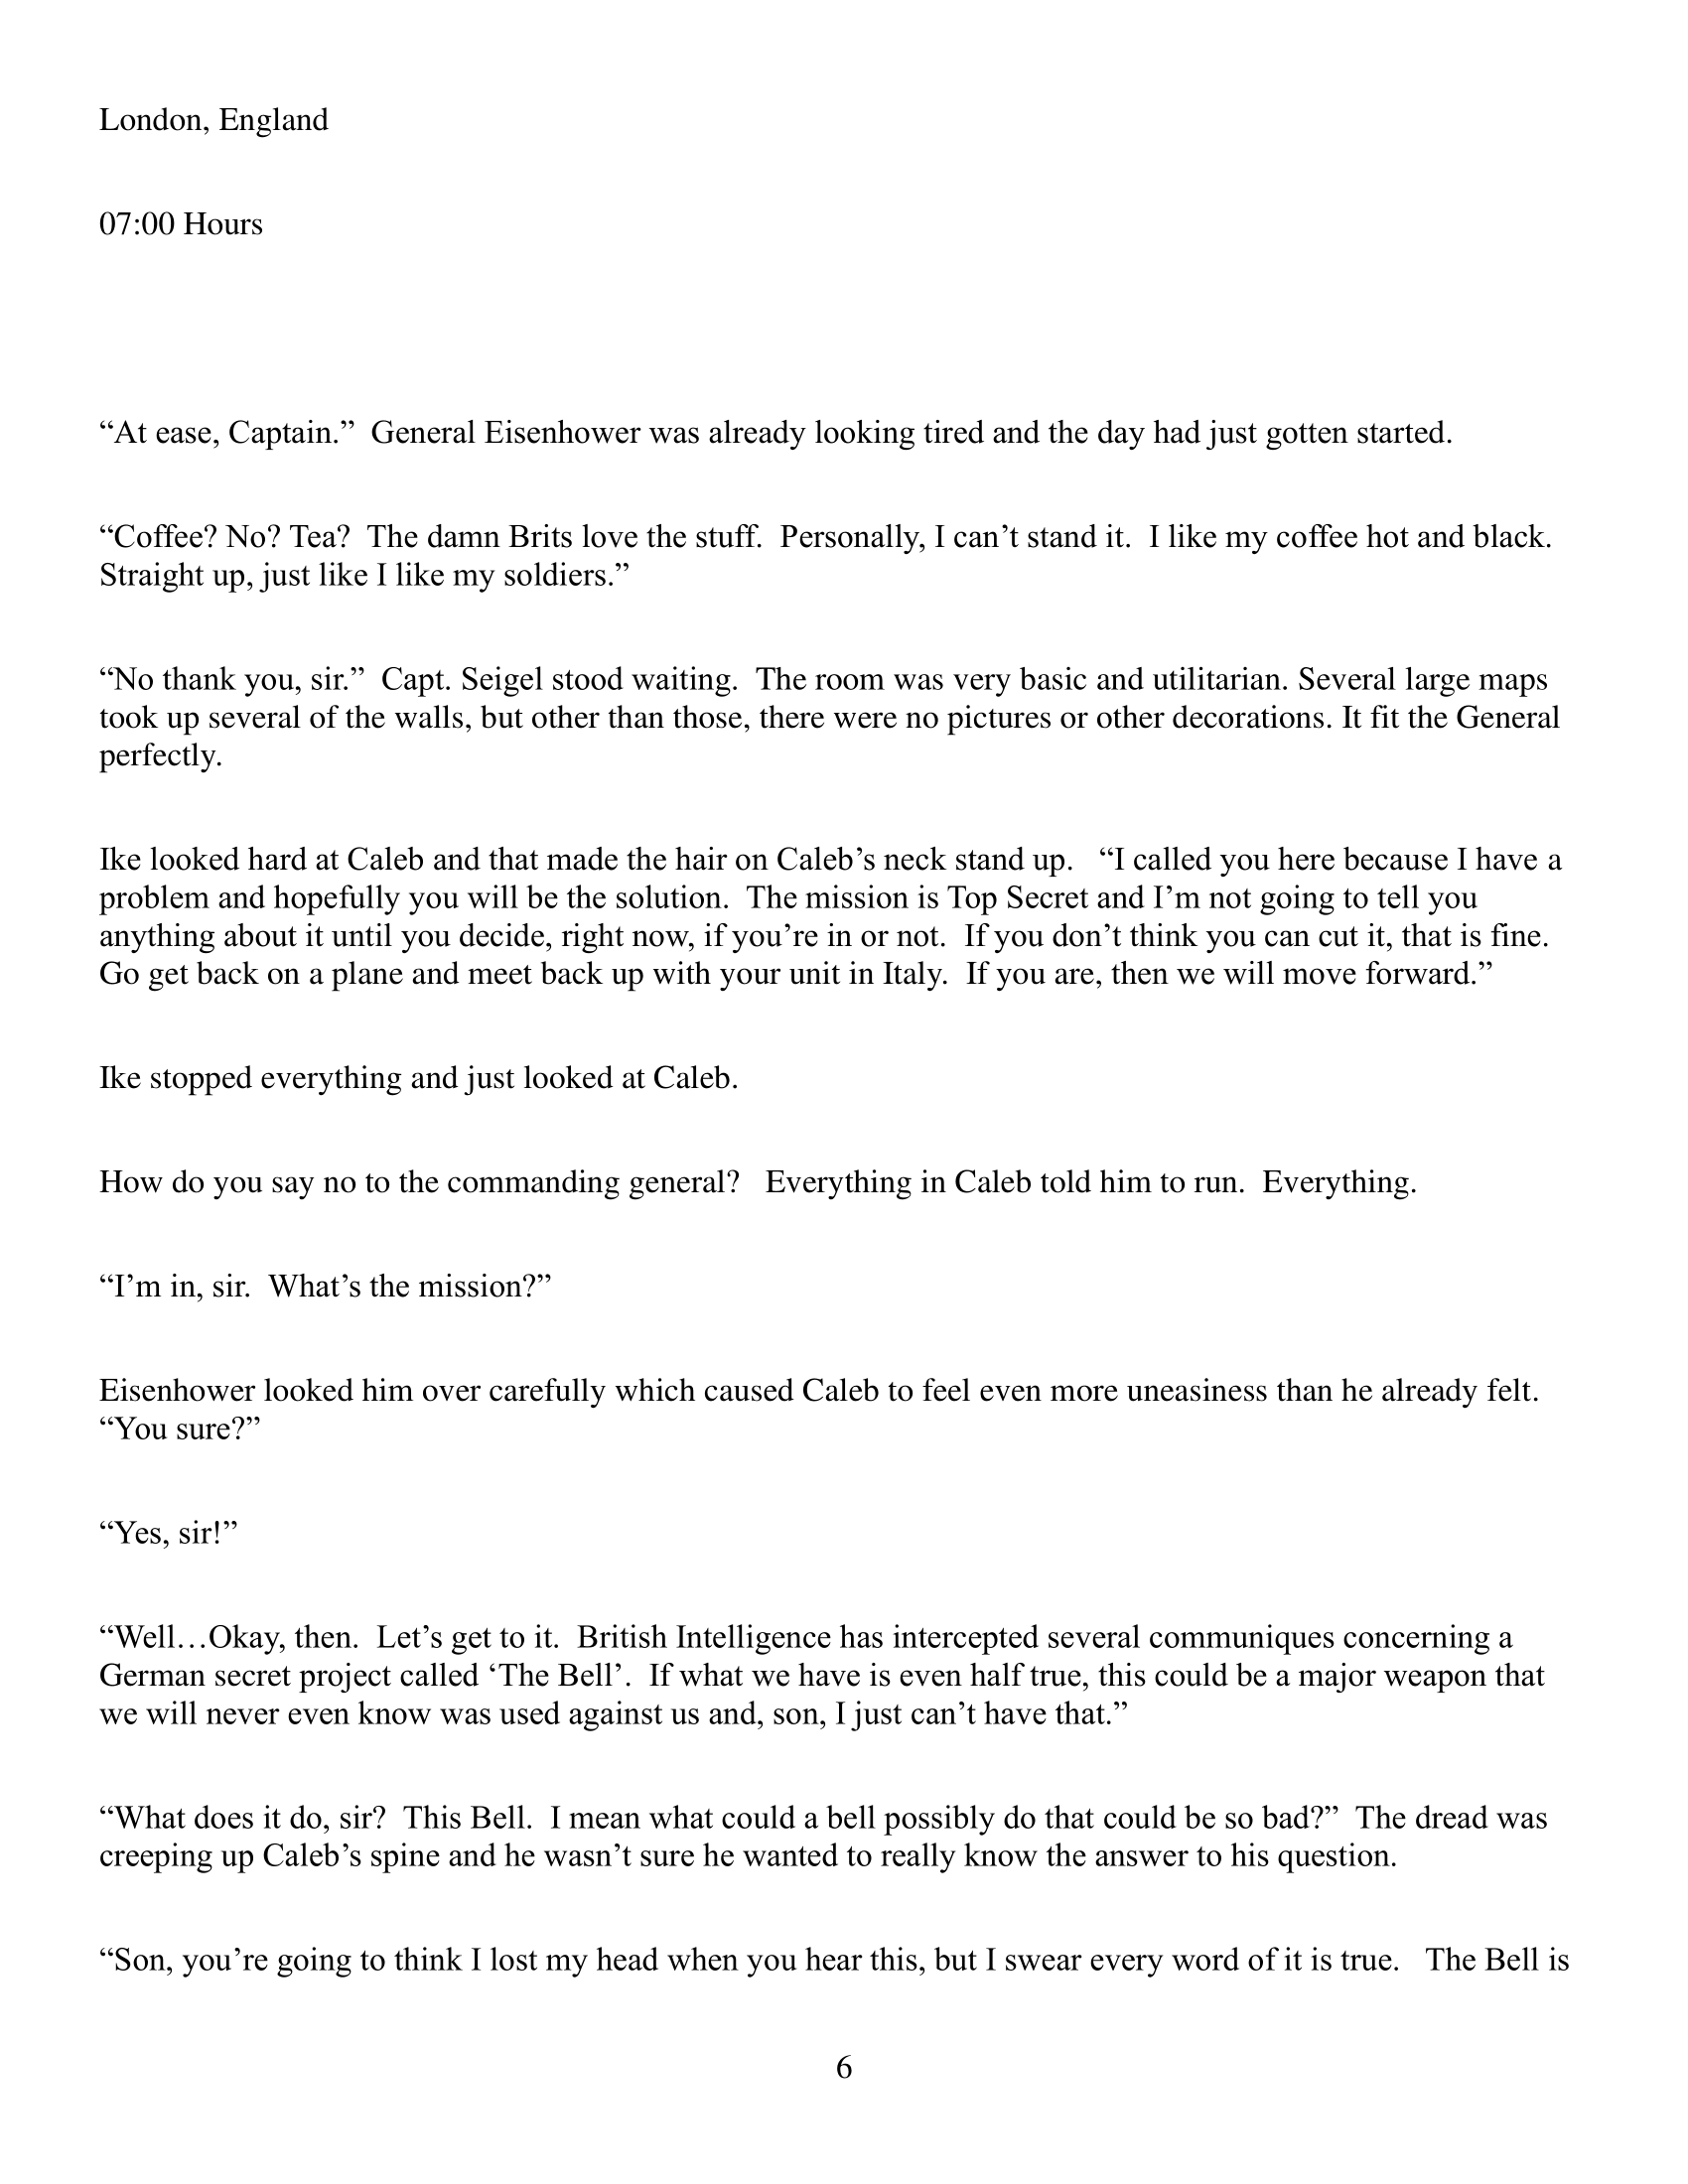 London, England
07:00 Hours
“At ease, Captain.”  General Eisenhower was already looking tired and the day had just gotten started.
“Coffee? No? Tea?  The damn Brits love the stuff.  Personally, I can’t stand it.  I like my coffee hot and black.
Straight up, just like I like my soldiers.”
“No thank you, sir.”  Capt. Seigel stood waiting.  The room was very basic and utilitarian. Several large maps
took up several of the walls, but other than those, there were no pictures or other decorations. It fit the General
perfectly.
Ike looked hard at Caleb and that made the hair on Caleb’s neck stand up.   “I called you here because I have a
problem and hopefully you will be the solution.  The mission is Top Secret and I’m not going to tell you
anything about it until you decide, right now, if you’re in or not.  If you don’t think you can cut it, that is fine.
Go get back on a plane and meet back up with your unit in Italy.  If you are, then we will move forward.”
Ike stopped everything and just looked at Caleb.
How do you say no to the commanding general?   Everything in Caleb told him to run.  Everything.
“I’m in, sir.  What’s the mission?”
Eisenhower looked him over carefully which caused Caleb to feel even more uneasiness than he already felt.
“You sure?”
“Yes, sir!”
“Well…Okay, then.  Let’s get to it.  British Intelligence has intercepted several communiques concerning a
German secret project called ‘The Bell’.  If what we have is even half true, this could be a major weapon that
we will never even know was used against us and, son, I just can’t have that.”
“What does it do, sir?  This Bell.  I mean what could a bell possibly do that could be so bad?”  The dread was
creeping up Caleb’s spine and he wasn’t sure he wanted to really know the answer to his question.
“Son, you’re going to think I lost my head when you hear this, but I swear every word of it is true.   The Bell is
6